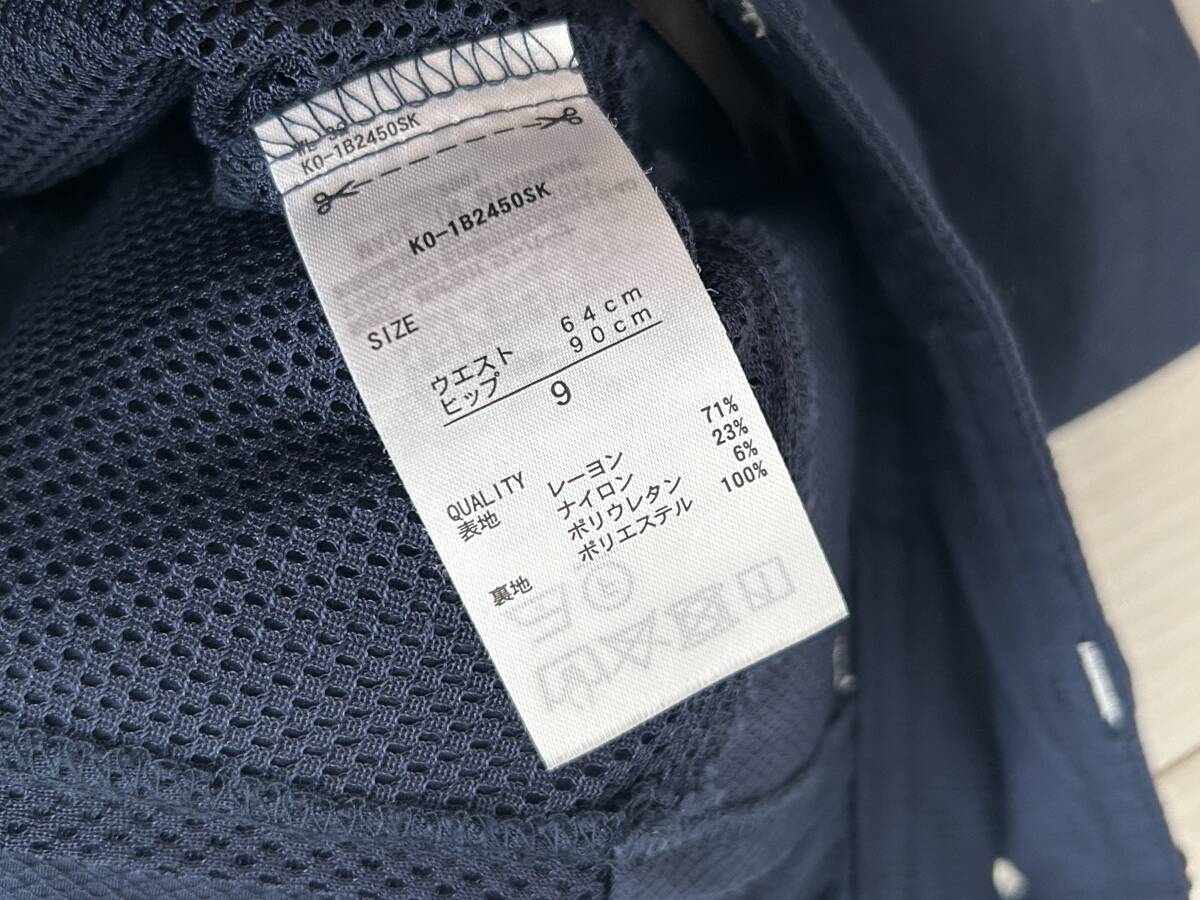 K0-1B2450SK
K0-1B2450SK
SIZE
ウエスト 64cm
ヒップ 90cm
9
QUALITY
表地 レーヨン 71%
ナイロン 23%
ポリウレタン 6%
裏地 ポリエステル 100%